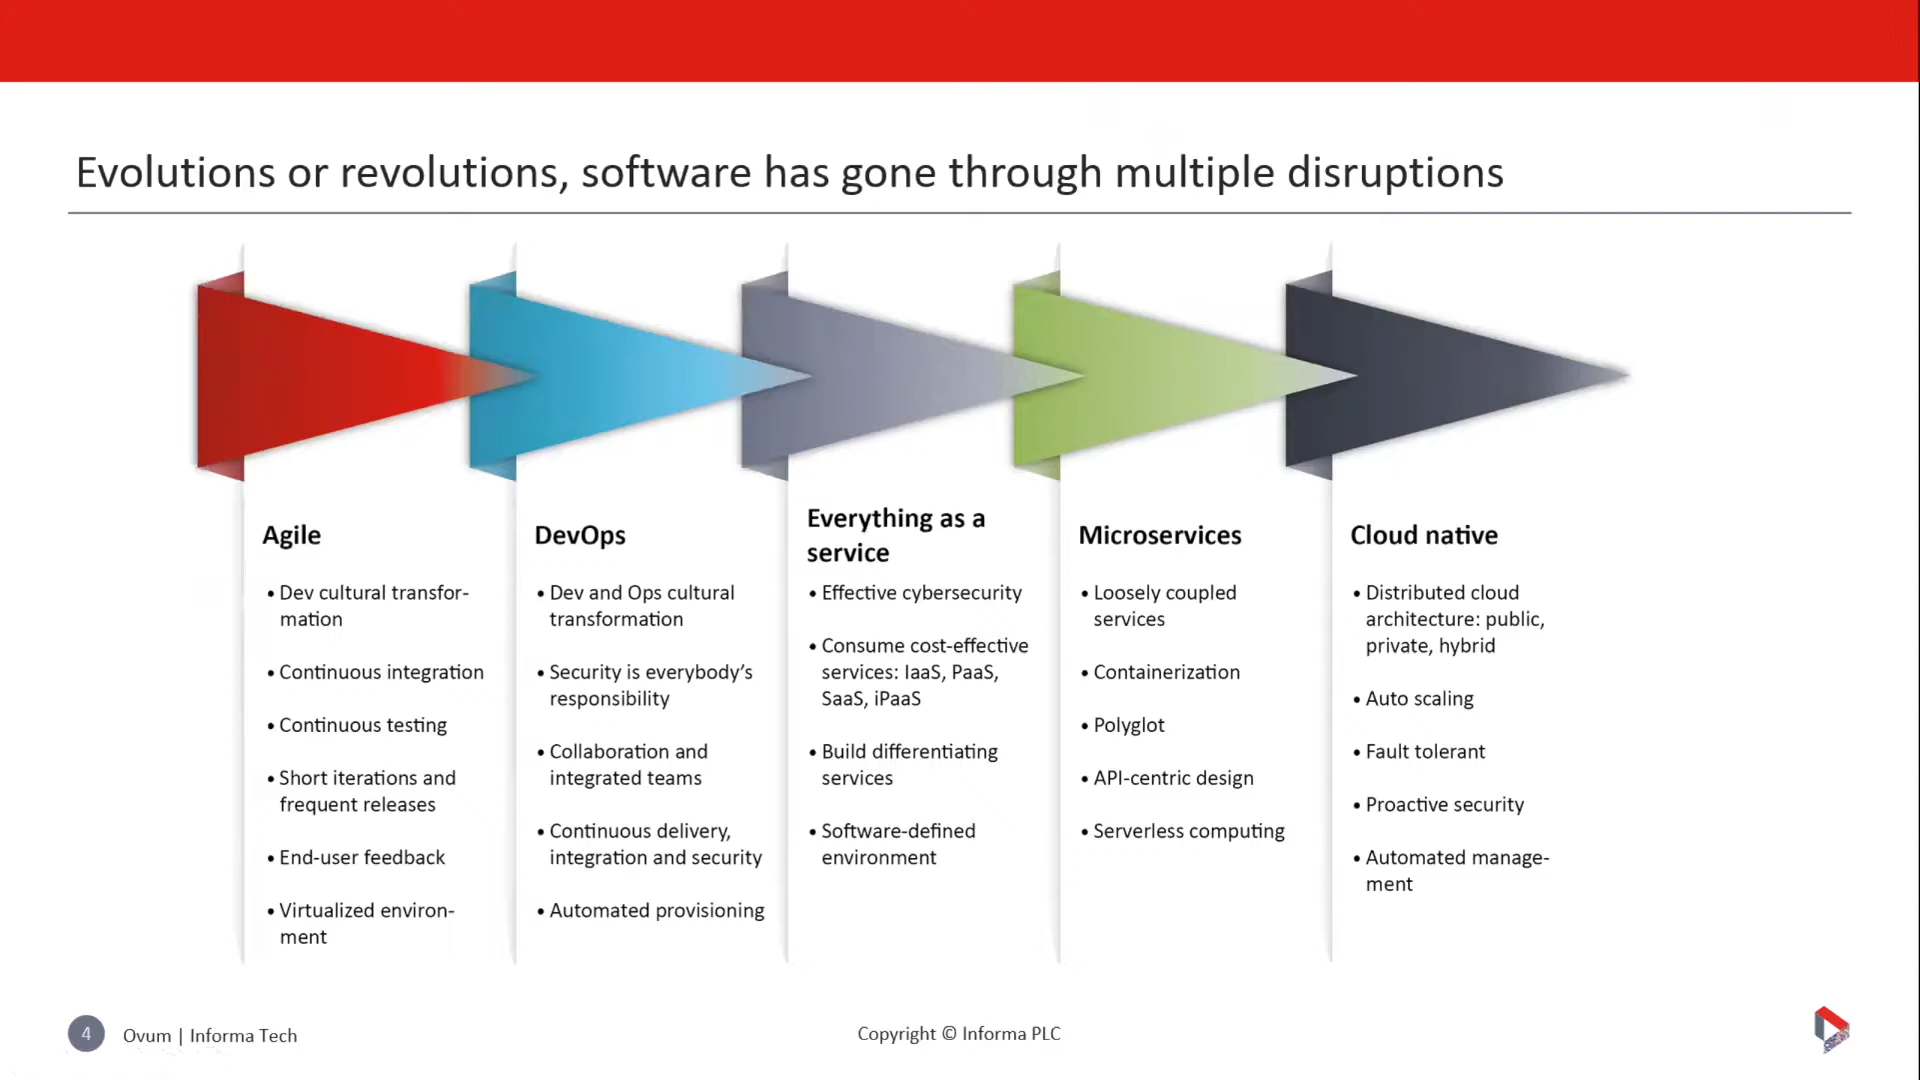 Evolutions or revolutions, software has gone through multiple disruptions
Agile
• Dev cultural transfor-
mation
• Continuous integration
• Continuous testing
• Short iterations and
frequent releases
• End-user feedback
• Virtualized environ-
ment
DevOps
• Dev and Ops cultural
transformation
• Security is everybody’s
responsibility
• Collaboration and
integrated teams
• Continuous delivery,
integration and security
• Automated provisioning
Everything as a
service
• Effective cybersecurity
• Consume cost-effective
services: IaaS, PaaS,
SaaS, iPaaS
• Build differentiating
services
• Software-defined
environment
Microservices
• Loosely coupled
services
• Containerization
• Polyglot
• API-centric design
• Serverless computing
Cloud native
• Distributed cloud
architecture: public,
private, hybrid
• Auto scaling
• Fault tolerant
• Proactive security
• Automated manage-
ment
4
Ovum | Informa Tech
Copyright © Informa PLC